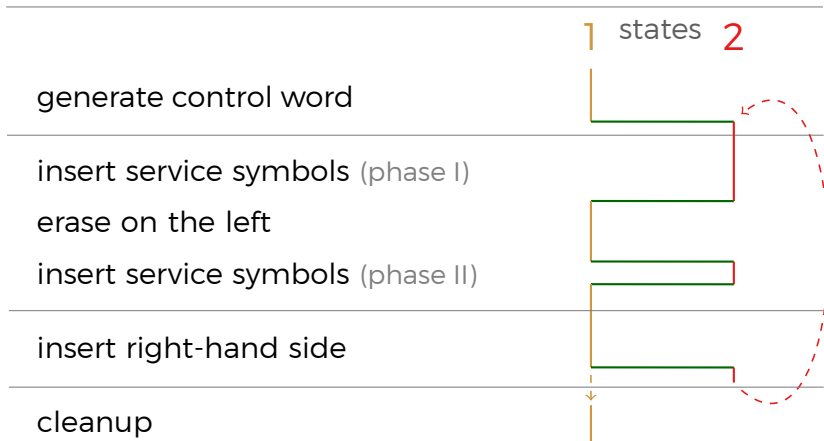 1 states 2
generate control word
insert service symbols (phase I)
erase on the left
insert service symbols (phase II)
insert right-hand side
cleanup